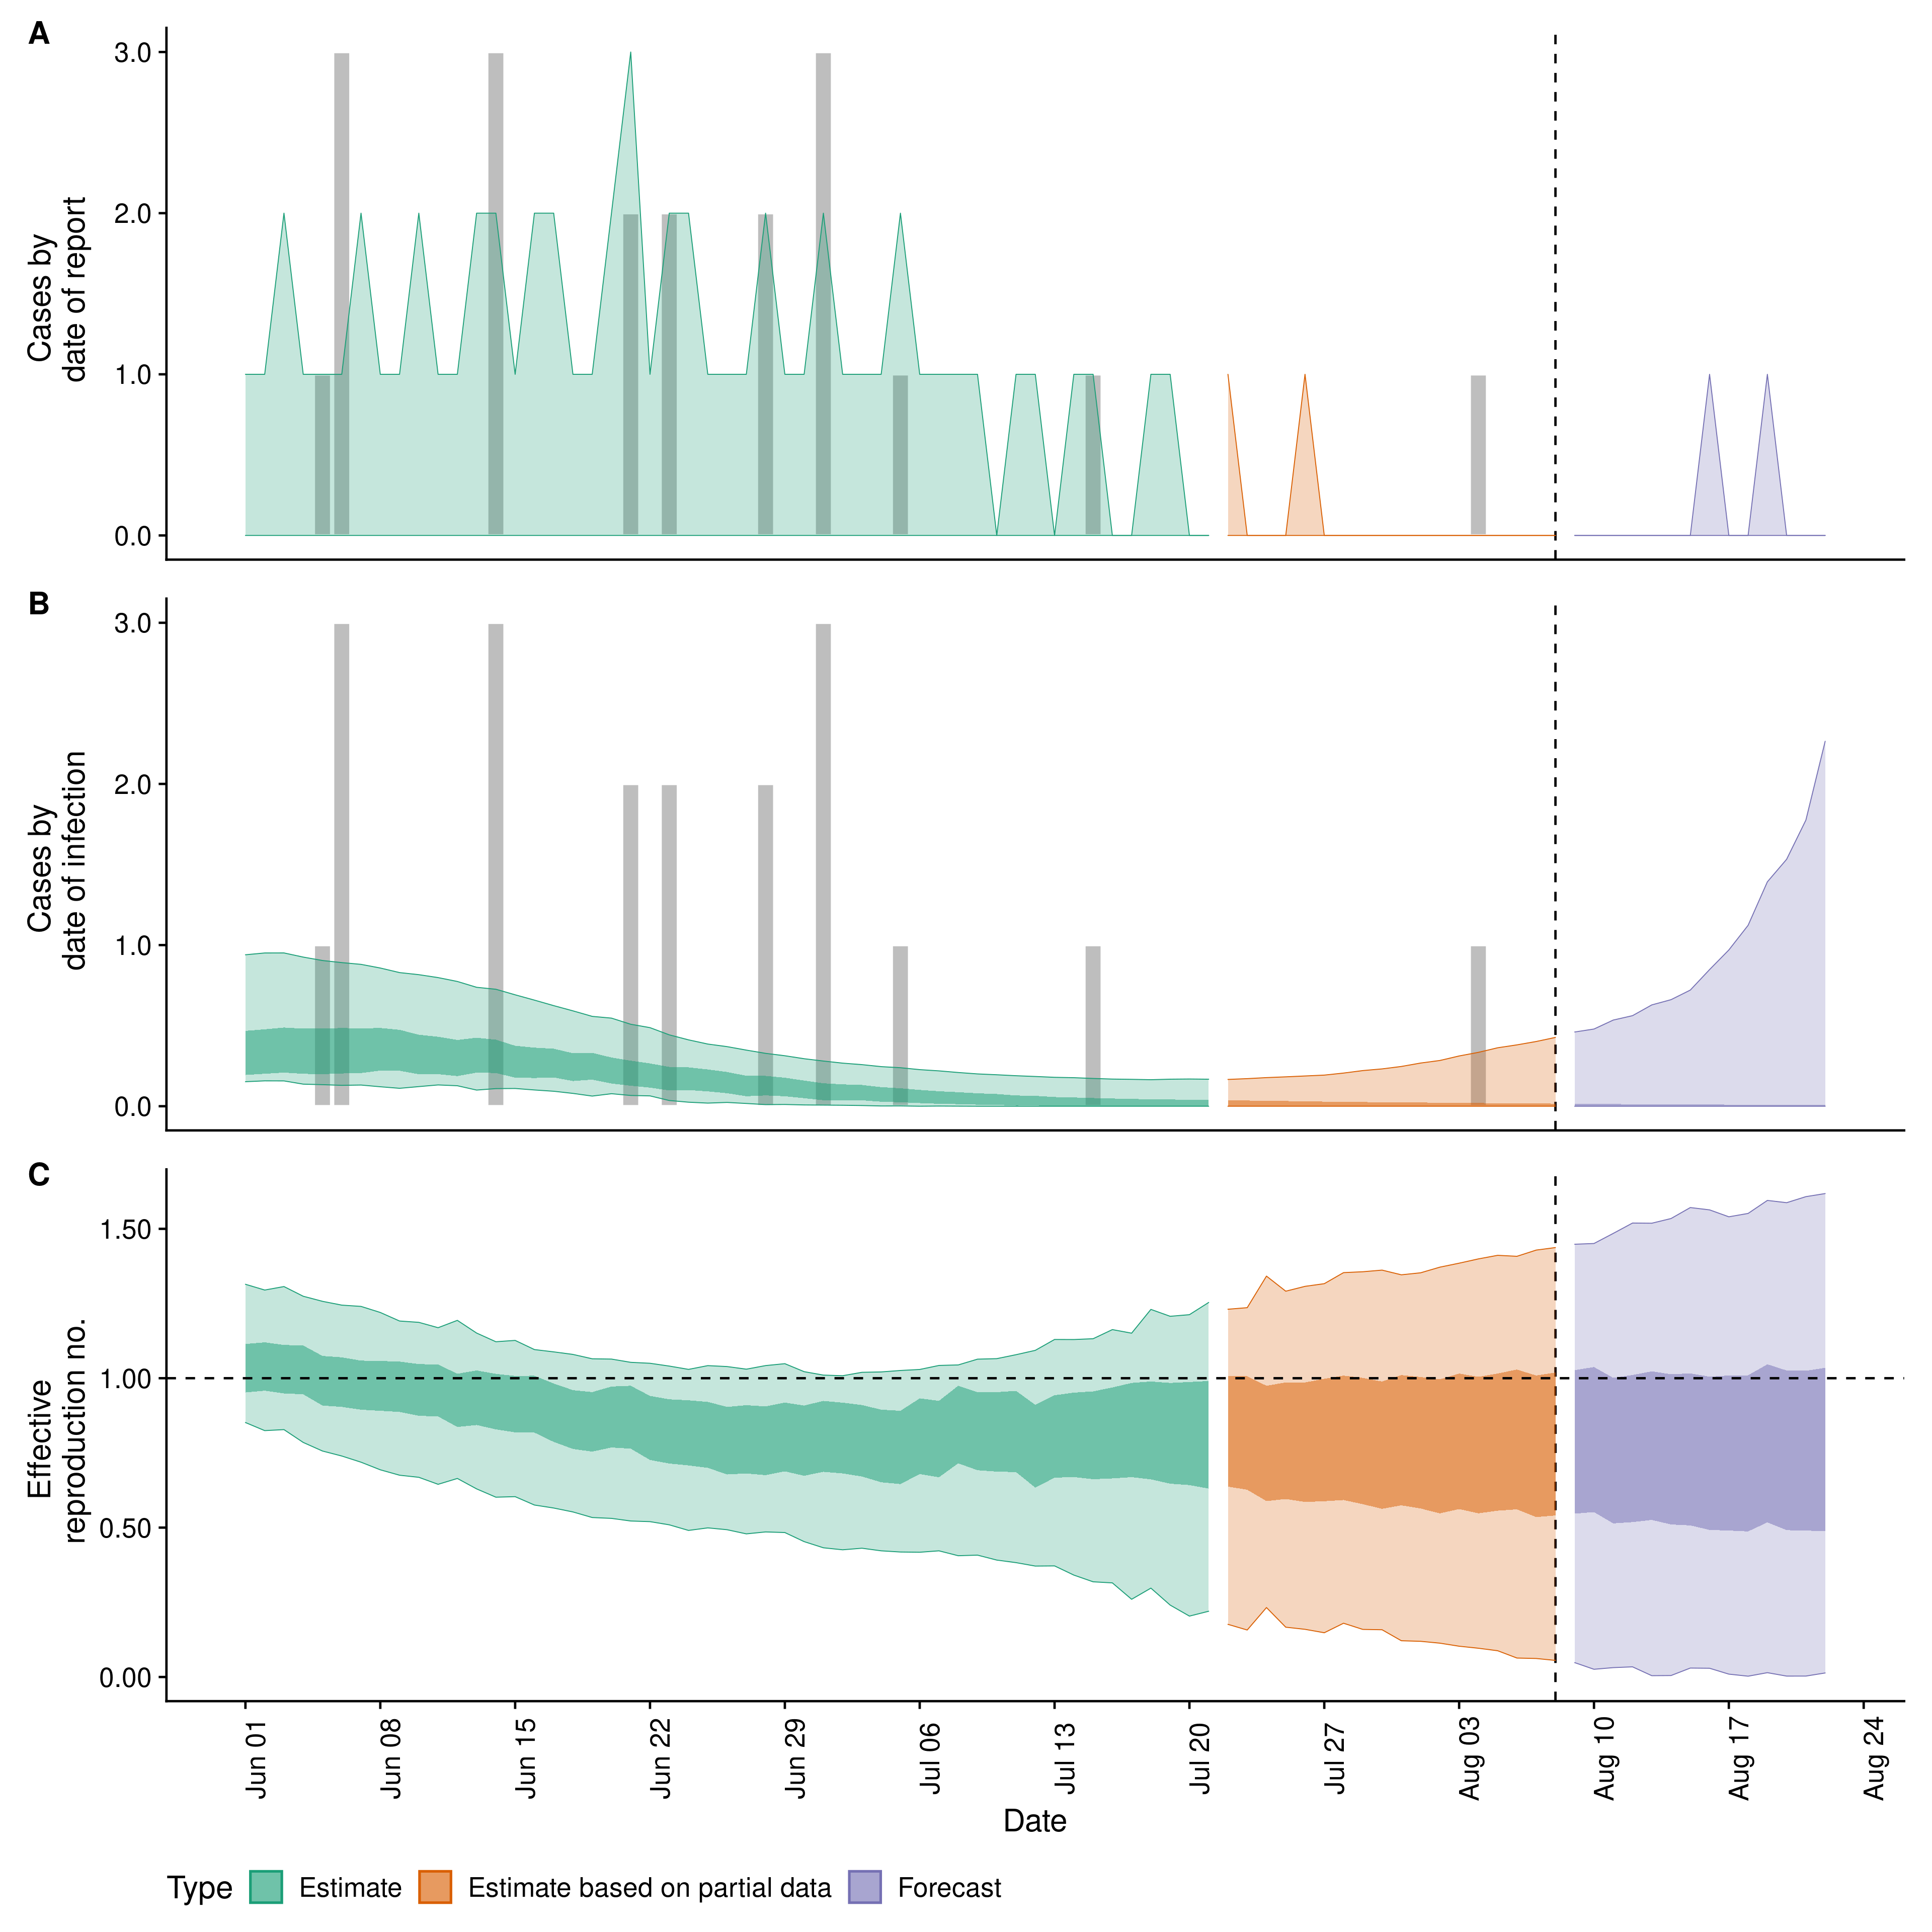 A
Cases by
date of report
3.0
2.0
1.0
0.0
B
Cases by
date of infection
3.0
2.0
1.0
0.0
C
Effective
reproduction no.
1.50
1.00
0.50
0.00
Jun 01
Jun 08
Jun 15
Jun 22
Jun 29
Jul 06
Jul 13
Jul 20
Jul 27
Aug 03
Aug 10
Aug 17
Aug 24
Date
Type Estimate Estimate based on partial data Forecast